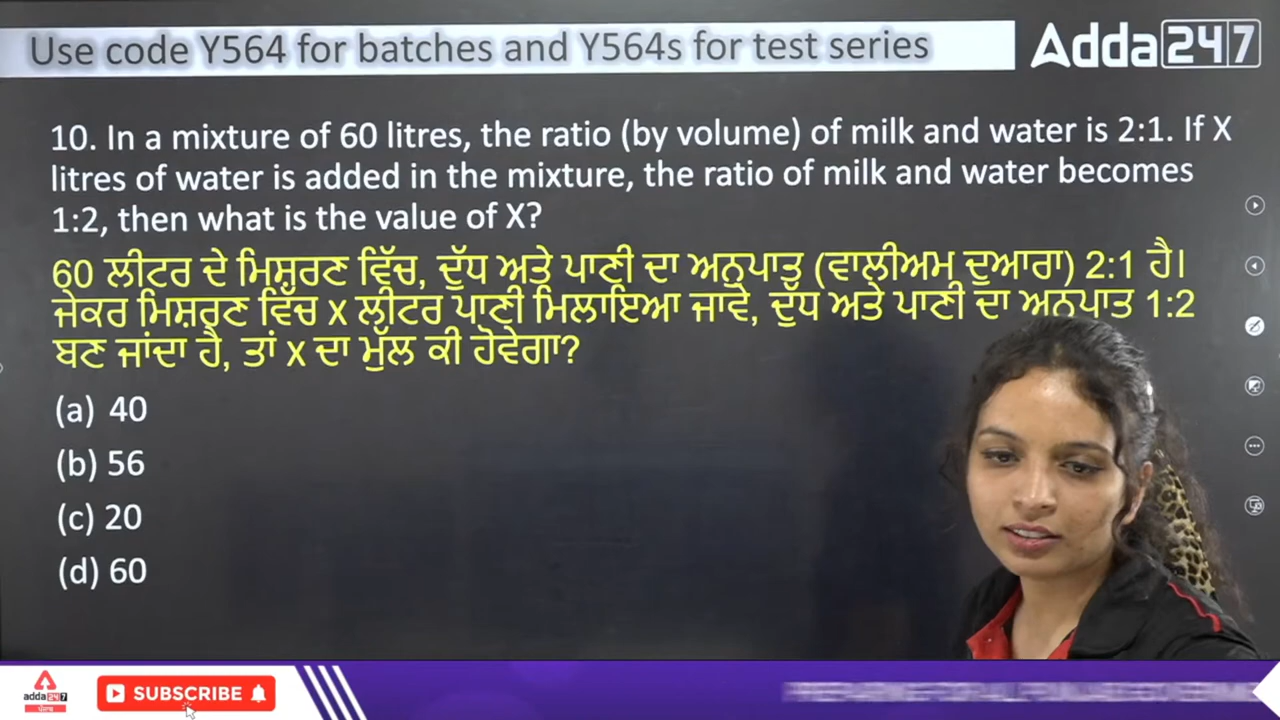 Use code Y564 for batches and Y564s for test series
Adda247
10. In a mixture of 60 litres, the ratio (by volume) of milk and water is 2:1. If X
litres of water is added in the mixture, the ratio of milk and water becomes
1:2, then what is the value of X?
60 ਲੀਟਰ ਦੇ ਮਿਸ਼ਰਣ ਵਿੱਚ, ਦੁੱਧ ਅਤੇ ਪਾਣੀ ਦਾ ਅਨੁਪਾਤ (ਵਾਲੀਅਮ ਦੁਆਰਾ) 2:1 ਹੈ।
ਜੇਕਰ ਮਿਸ਼ਰਣ ਵਿੱਚ X ਲੀਟਰ ਪਾਣੀ ਮਿਲਾਇਆ ਜਾਵੇ, ਦੁੱਧ ਅਤੇ ਪਾਣੀ ਦਾ ਅਨੁਪਾਤ 1:2
ਬਣ ਜਾਂਦਾ ਹੈ, ਤਾਂ X ਦਾ ਮੁੱਲ ਕੀ ਹੋਵੇਗਾ?
(a) 40
(b) 56
(c) 20
(d) 60
adda247
ਪੰਜਾਬ
SUBSCRIBE